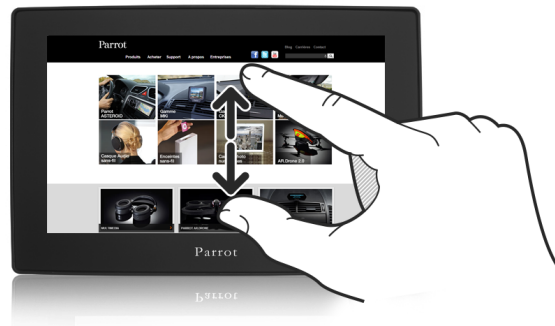 Parrot
Blog Carrières Contact
Produits Acheter Support A propos Entreprises
Parrot
ASTEROID
Gamme
MKi
Casque Audio
sans-fil
Enceintes
sans-fil
AR.Drone 2.0
Parrot